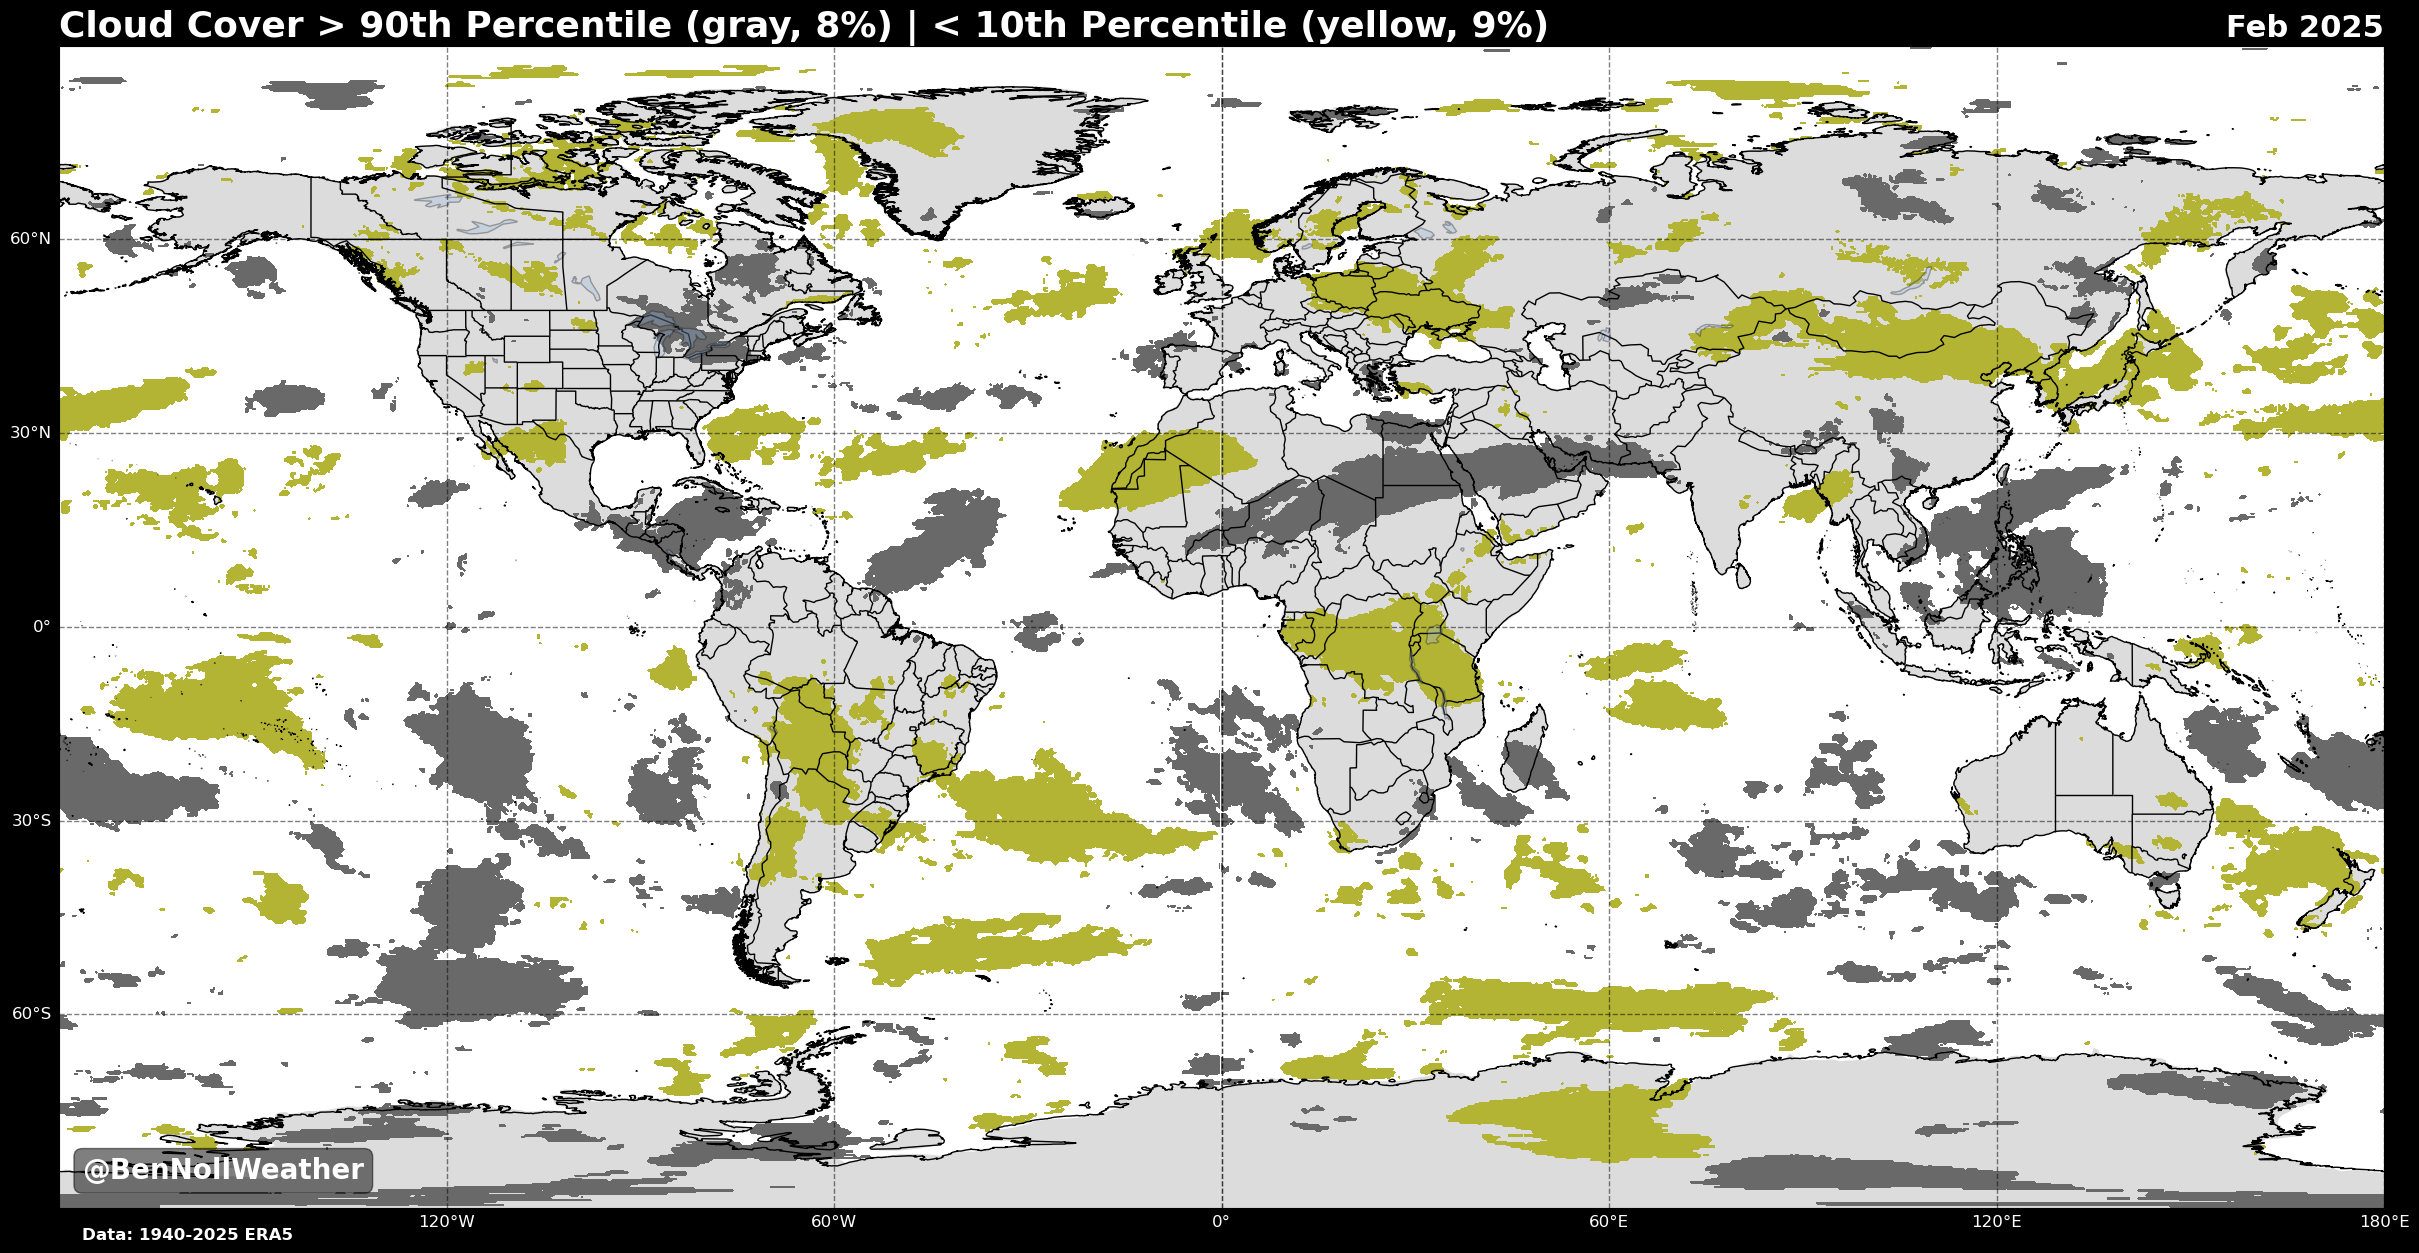 Cloud Cover > 90th Percentile (gray, 8%) | < 10th Percentile (yellow, 9%)
Feb 2025
60°N
30°N
0°
30°S
60°S
@BenNollWeather
120°W
60°W
0°
60°E
120°E
180°E
Data: 1940-2025 ERA5